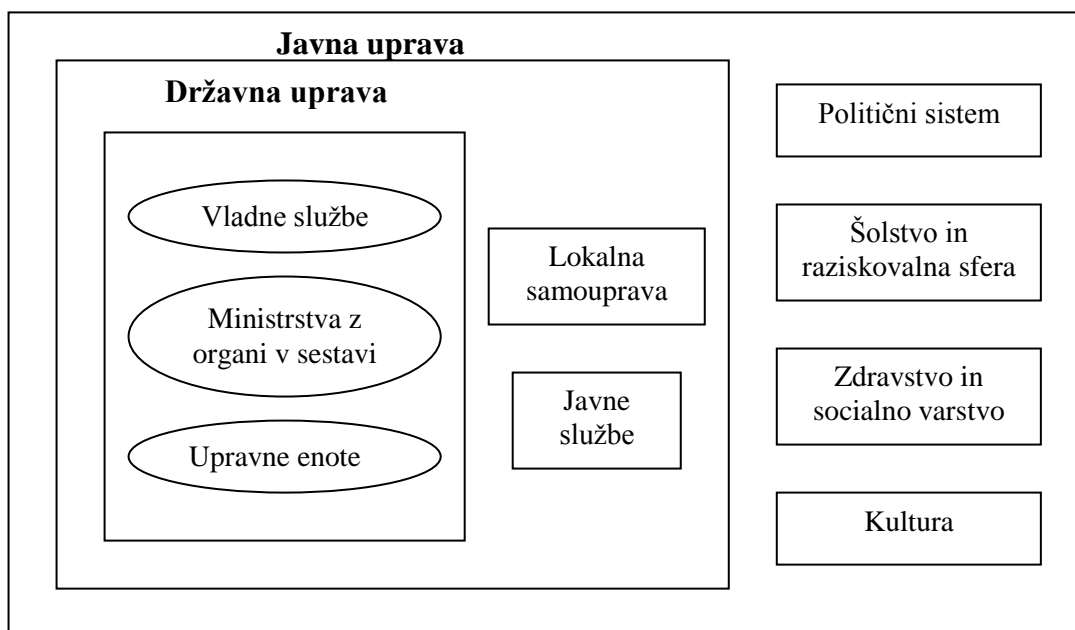 Javna uprava
Državna uprava
Vladne službe
Ministrstva z
organi v sestavi
Upravne enote
Lokalna
samouprava
Javne
službe
Politični sistem
Šolstvo in
raziskovalna sfera
Zdravstvo in
socialno varstvo
Kultura